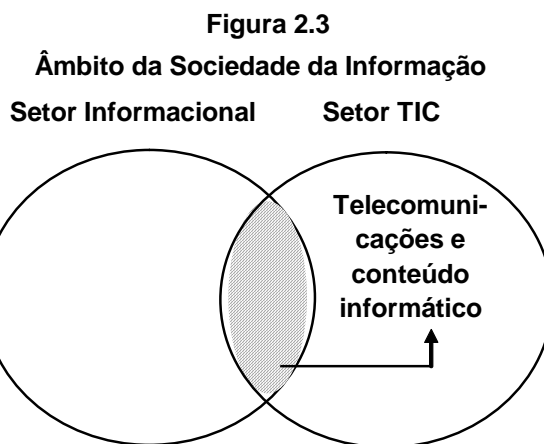 Figura 2.3
Âmbito da Sociedade da Informação
Setor Informacional Setor TIC
Telecomuni-
cações e
conteúdo
informático